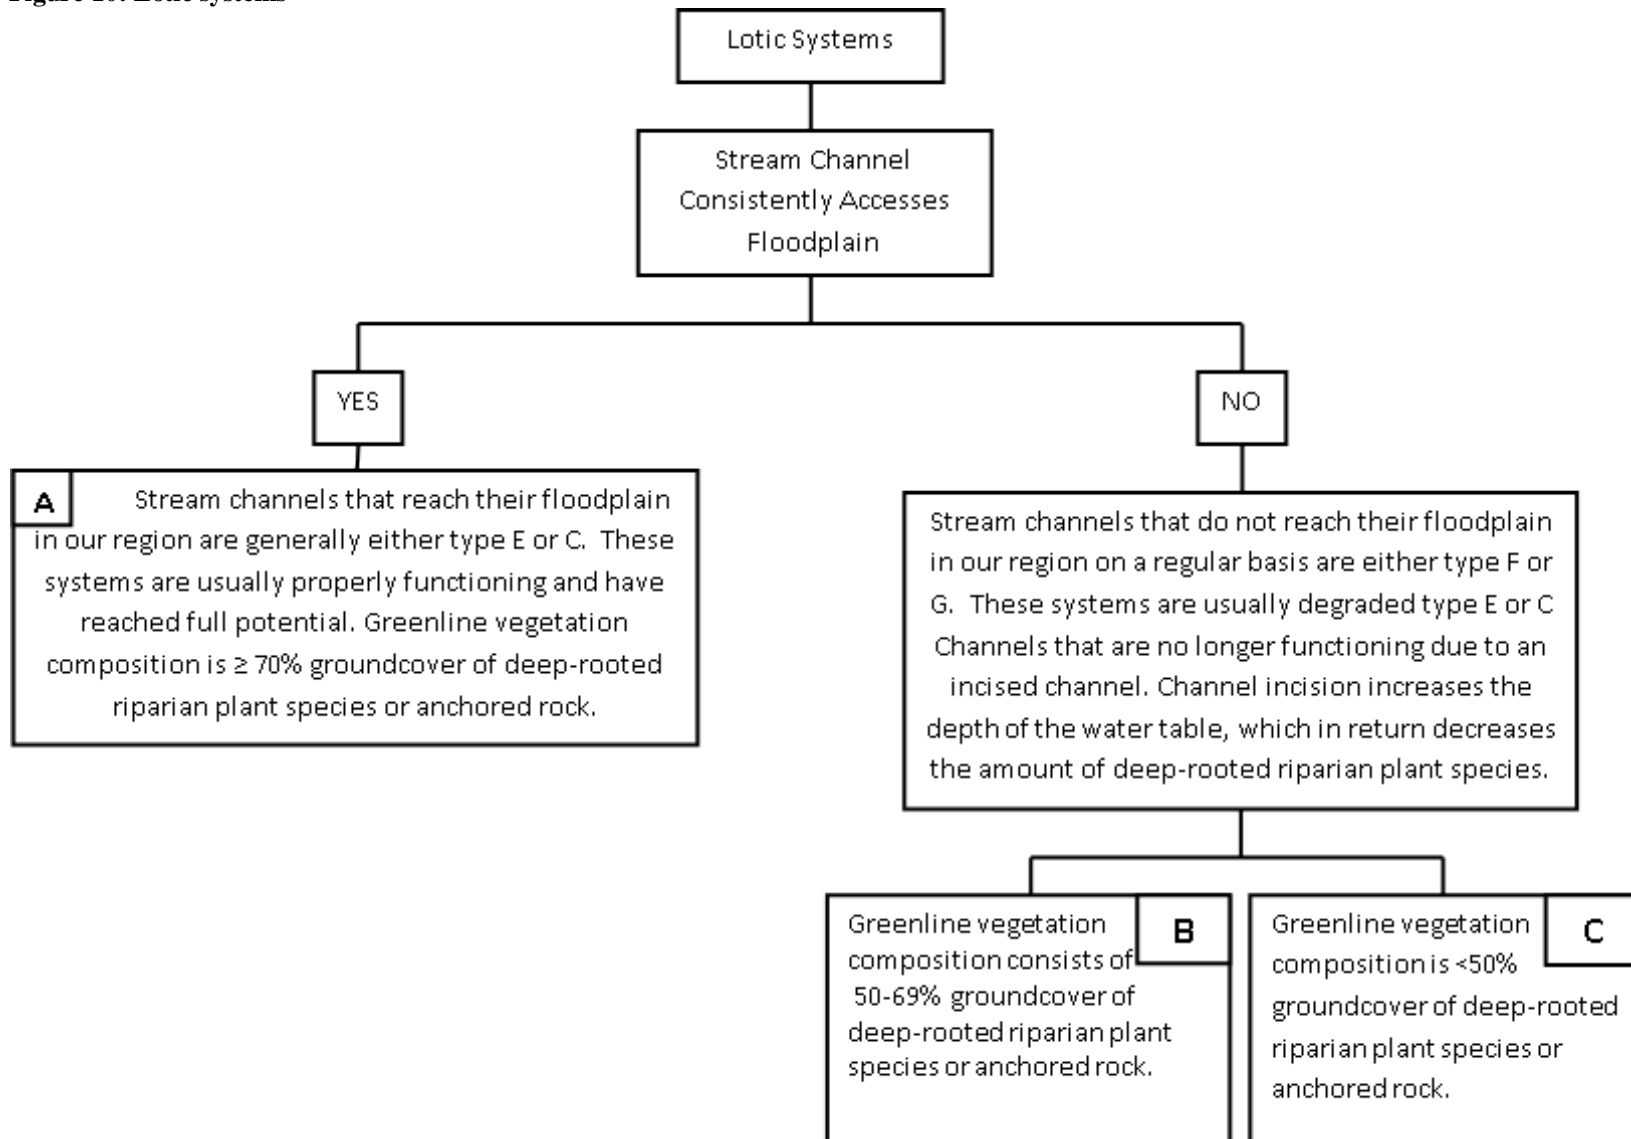 Figure 10. Lotic systems
Lotic Systems
Stream Channel
Consistently Accesses
Floodplain
YES
NO
A
Stream channels that reach their floodplain
in our region are generally either type E or C. These
systems are usually properly functioning and have
reached full potential. Greenline vegetation
composition is ≥ 70% groundcover of deep-rooted
riparian plant species or anchored rock.
Stream channels that do not reach their floodplain
in our region on a regular basis are either type F or
G. These systems are usually degraded type E or C
Channels that are no longer functioning due to an
incised channel. Channel incision increases the
depth of the water table, which in return decreases
the amount of deep-rooted riparian plant species.
B
Greenline vegetation
composition consists of
50-69% groundcover of
deep-rooted riparian plant
species or anchored rock.
C
Greenline vegetation
composition is <50%
groundcover of deep-rooted
riparian plant species or
anchored rock.